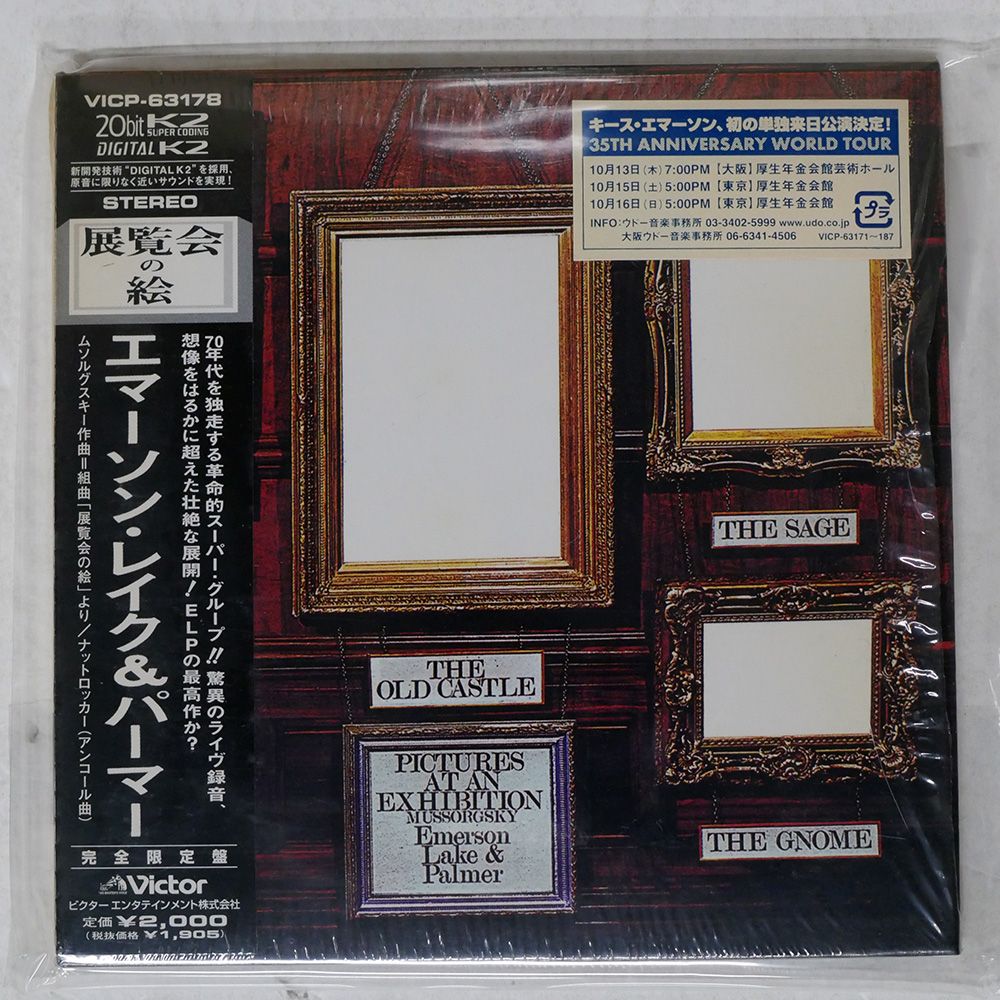 VICP-63178
20bit K2
SUPER CODING
DIGITAL K2
新開発技術“DIGITAL K2”を採用、
原音に限りなく近いサウンドを実現!
STEREO
展覧会
の
絵
70年代を独走する革命的スーパー・グループ!! 驚異のライヴ録音、
想像をはるかに超えた壮絶な展開! ELPの最高作か?
エマーソン・レイク&パーマー
ムソルグスキー作曲=組曲「展覧会の絵」より/ナットロッカー(アンコール曲)
完全限定盤
Victor
ビクターエンタテインメント株式会社
定価 ¥2,000
(税抜価格 ¥1,905)
キース・エマーソン、初の単独来日公演決定!
35TH ANNIVERSARY WORLD TOUR
10月13日(木) 7:00PM【大阪】厚生年金会館芸術ホール
10月15日(土) 5:00PM【東京】厚生年金会館
10月16日(日) 5:00PM【東京】厚生年金会館
INFO:ウドー音楽事務所 03-3402-5999 www.udo.co.jp
大阪ウドー音楽事務所 06-6341-4506
VICP-63171〜187
プラ
THE SAGE
THE
OLD CASTLE
PICTURES
AT AN
EXHIBITION
MUSSORGSKY
Emerson
Lake &
Palmer
THE GNOME